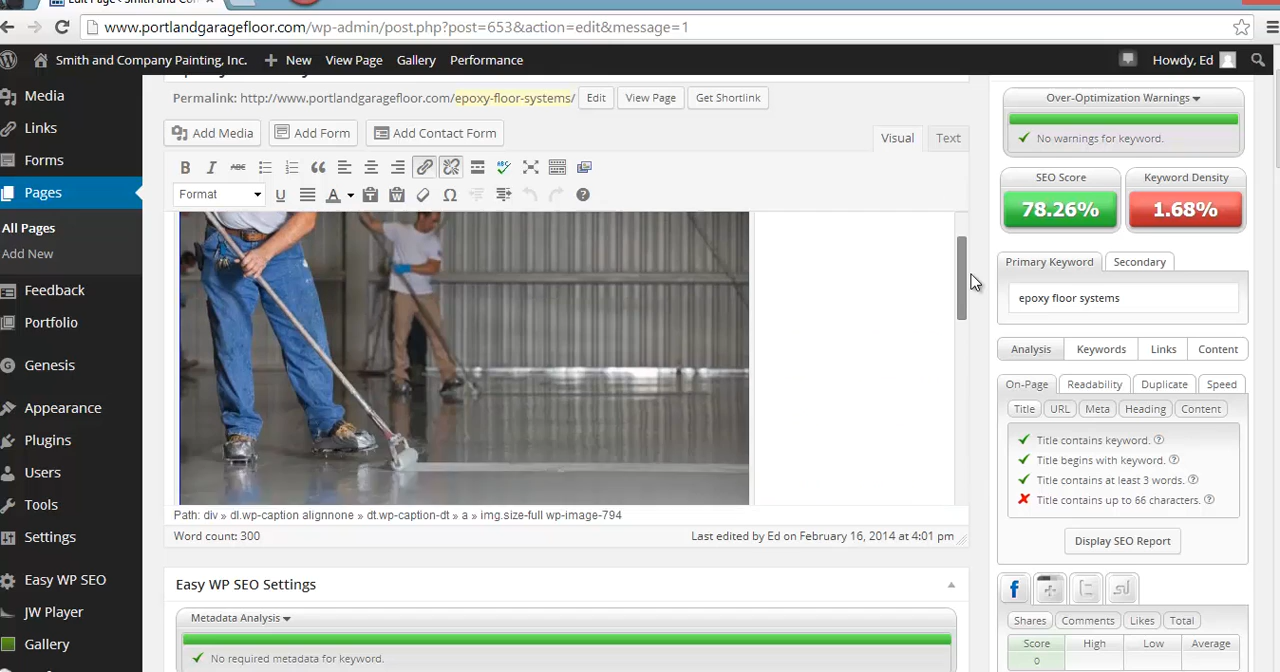 www.portlandgaragefloor.com/wp-admin/post.php?post=653&action=edit&message=1
Smith and Company Painting, Inc.
New
View Page
Gallery
Performance
Howdy, Ed
Media
Links
Forms
Pages
All Pages
Add New
Feedback
Portfolio
Genesis
Appearance
Plugins
Users
Tools
Settings
Easy WP SEO
JW Player
Gallery
Permalink: http://www.portlandgaragefloor.com/epoxy-floor-systems/
Edit
View Page
Get Shortlink
Add Media
Add Form
Add Contact Form
Visual
Text
B I ABC
Format
U A
Path: div » dl.wp-caption alignnone » dt.wp-caption-dt » a » img.size-full wp-image-794
Word count: 300
Last edited by Ed on February 16, 2014 at 4:01 pm
Easy WP SEO Settings
Metadata Analysis
No required metadata for keyword.
Over-Optimization Warnings
No warnings for keyword.
SEO Score
78.26%
Keyword Density
1.68%
Primary Keyword
Secondary
epoxy floor systems
Analysis
Keywords
Links
Content
On-Page
Readability
Duplicate
Speed
Title
URL
Meta
Heading
Content
Title contains keyword.
Title begins with keyword.
Title contains at least 3 words.
Title contains up to 66 characters.
Display SEO Report
Shares
Comments
Likes
Total
Score
High
Low
Average
0